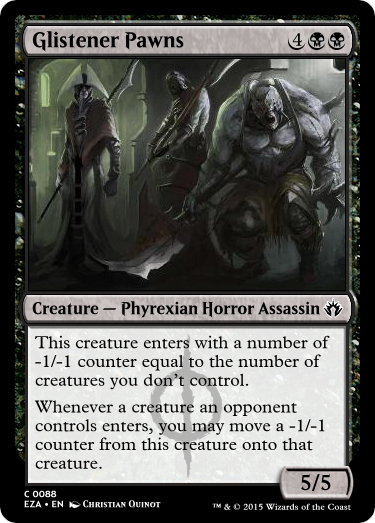 Glistener Pawns 4
Creature — Phyrexian Horror Assassin
This creature enters with a number of
-1/-1 counter equal to the number of
creatures you don't control.
Whenever a creature an opponent
controls enters, you may move a -1/-1
counter from this creature onto that
creature.
5/5
C 0088
EZA • EN Christian Quinot
™ & © 2015 Wizards of the Coast